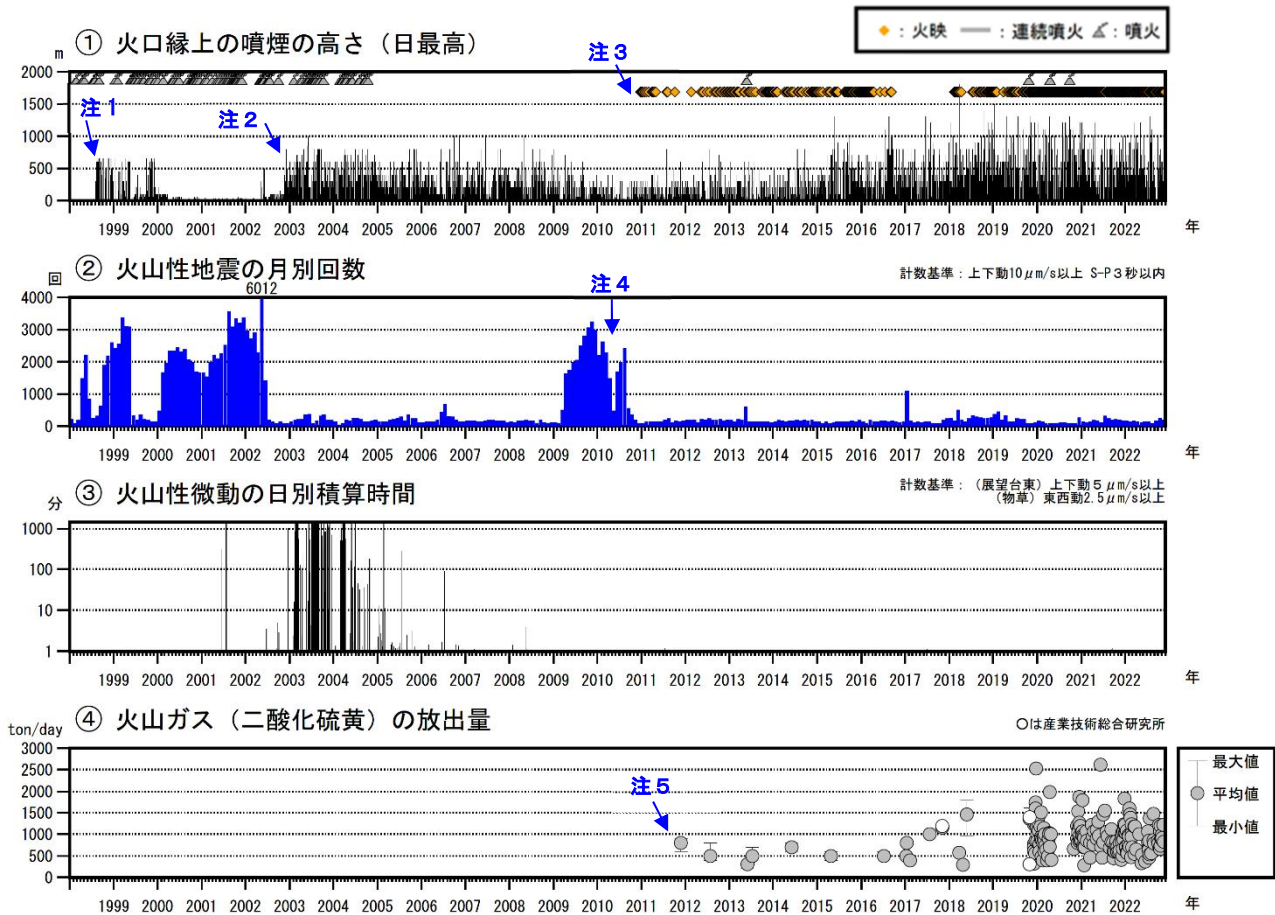 ◆：火映 ―：連続噴火 ：噴火
① 火口縁上の噴煙の高さ（日最高）
m
2000
1500
1000
500
0
注１
注２
注３
1999 2000 2001 2002 2003 2004 2005 2006 2007 2008 2009 2010 2011 2012 2013 2014 2015 2016 2017 2018 2019 2020 2021 2022 年
② 火山性地震の月別回数
計数基準：上下動10μm/s以上 S-P３秒以内
回
6012
注４
4000
3000
2000
1000
0
1999 2000 2001 2002 2003 2004 2005 2006 2007 2008 2009 2010 2011 2012 2013 2014 2015 2016 2017 2018 2019 2020 2021 2022 年
③ 火山性微動の日別積算時間
計数基準：（展望台東）上下動５μm/s以上
（物草）東西動2.5μm/s以上
分
1000
100
10
1
1999 2000 2001 2002 2003 2004 2005 2006 2007 2008 2009 2010 2011 2012 2013 2014 2015 2016 2017 2018 2019 2020 2021 2022 年
④ 火山ガス（二酸化硫黄）の放出量
○は産業技術総合研究所
ton/day
3000
2500
2000
1500
1000
500
0
注５
最大値
平均値
最小値
1999 2000 2001 2002 2003 2004 2005 2006 2007 2008 2009 2010 2011 2012 2013 2014 2015 2016 2017 2018 2019 2020 2021 2022 年